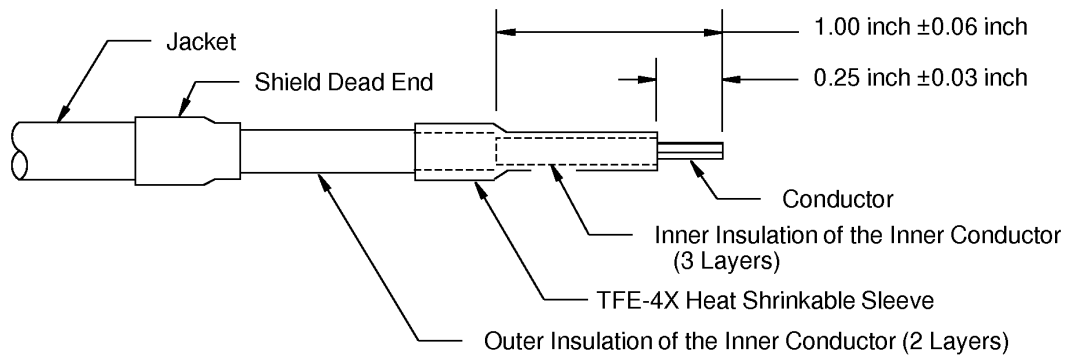 1.00 inch ±0.06 inch
Jacket
0.25 inch ±0.03 inch
Shield Dead End
Conductor
Inner Insulation of the Inner Conductor
(3 Layers)
TFE-4X Heat Shrinkable Sleeve
Outer Insulation of the Inner Conductor (2 Layers)